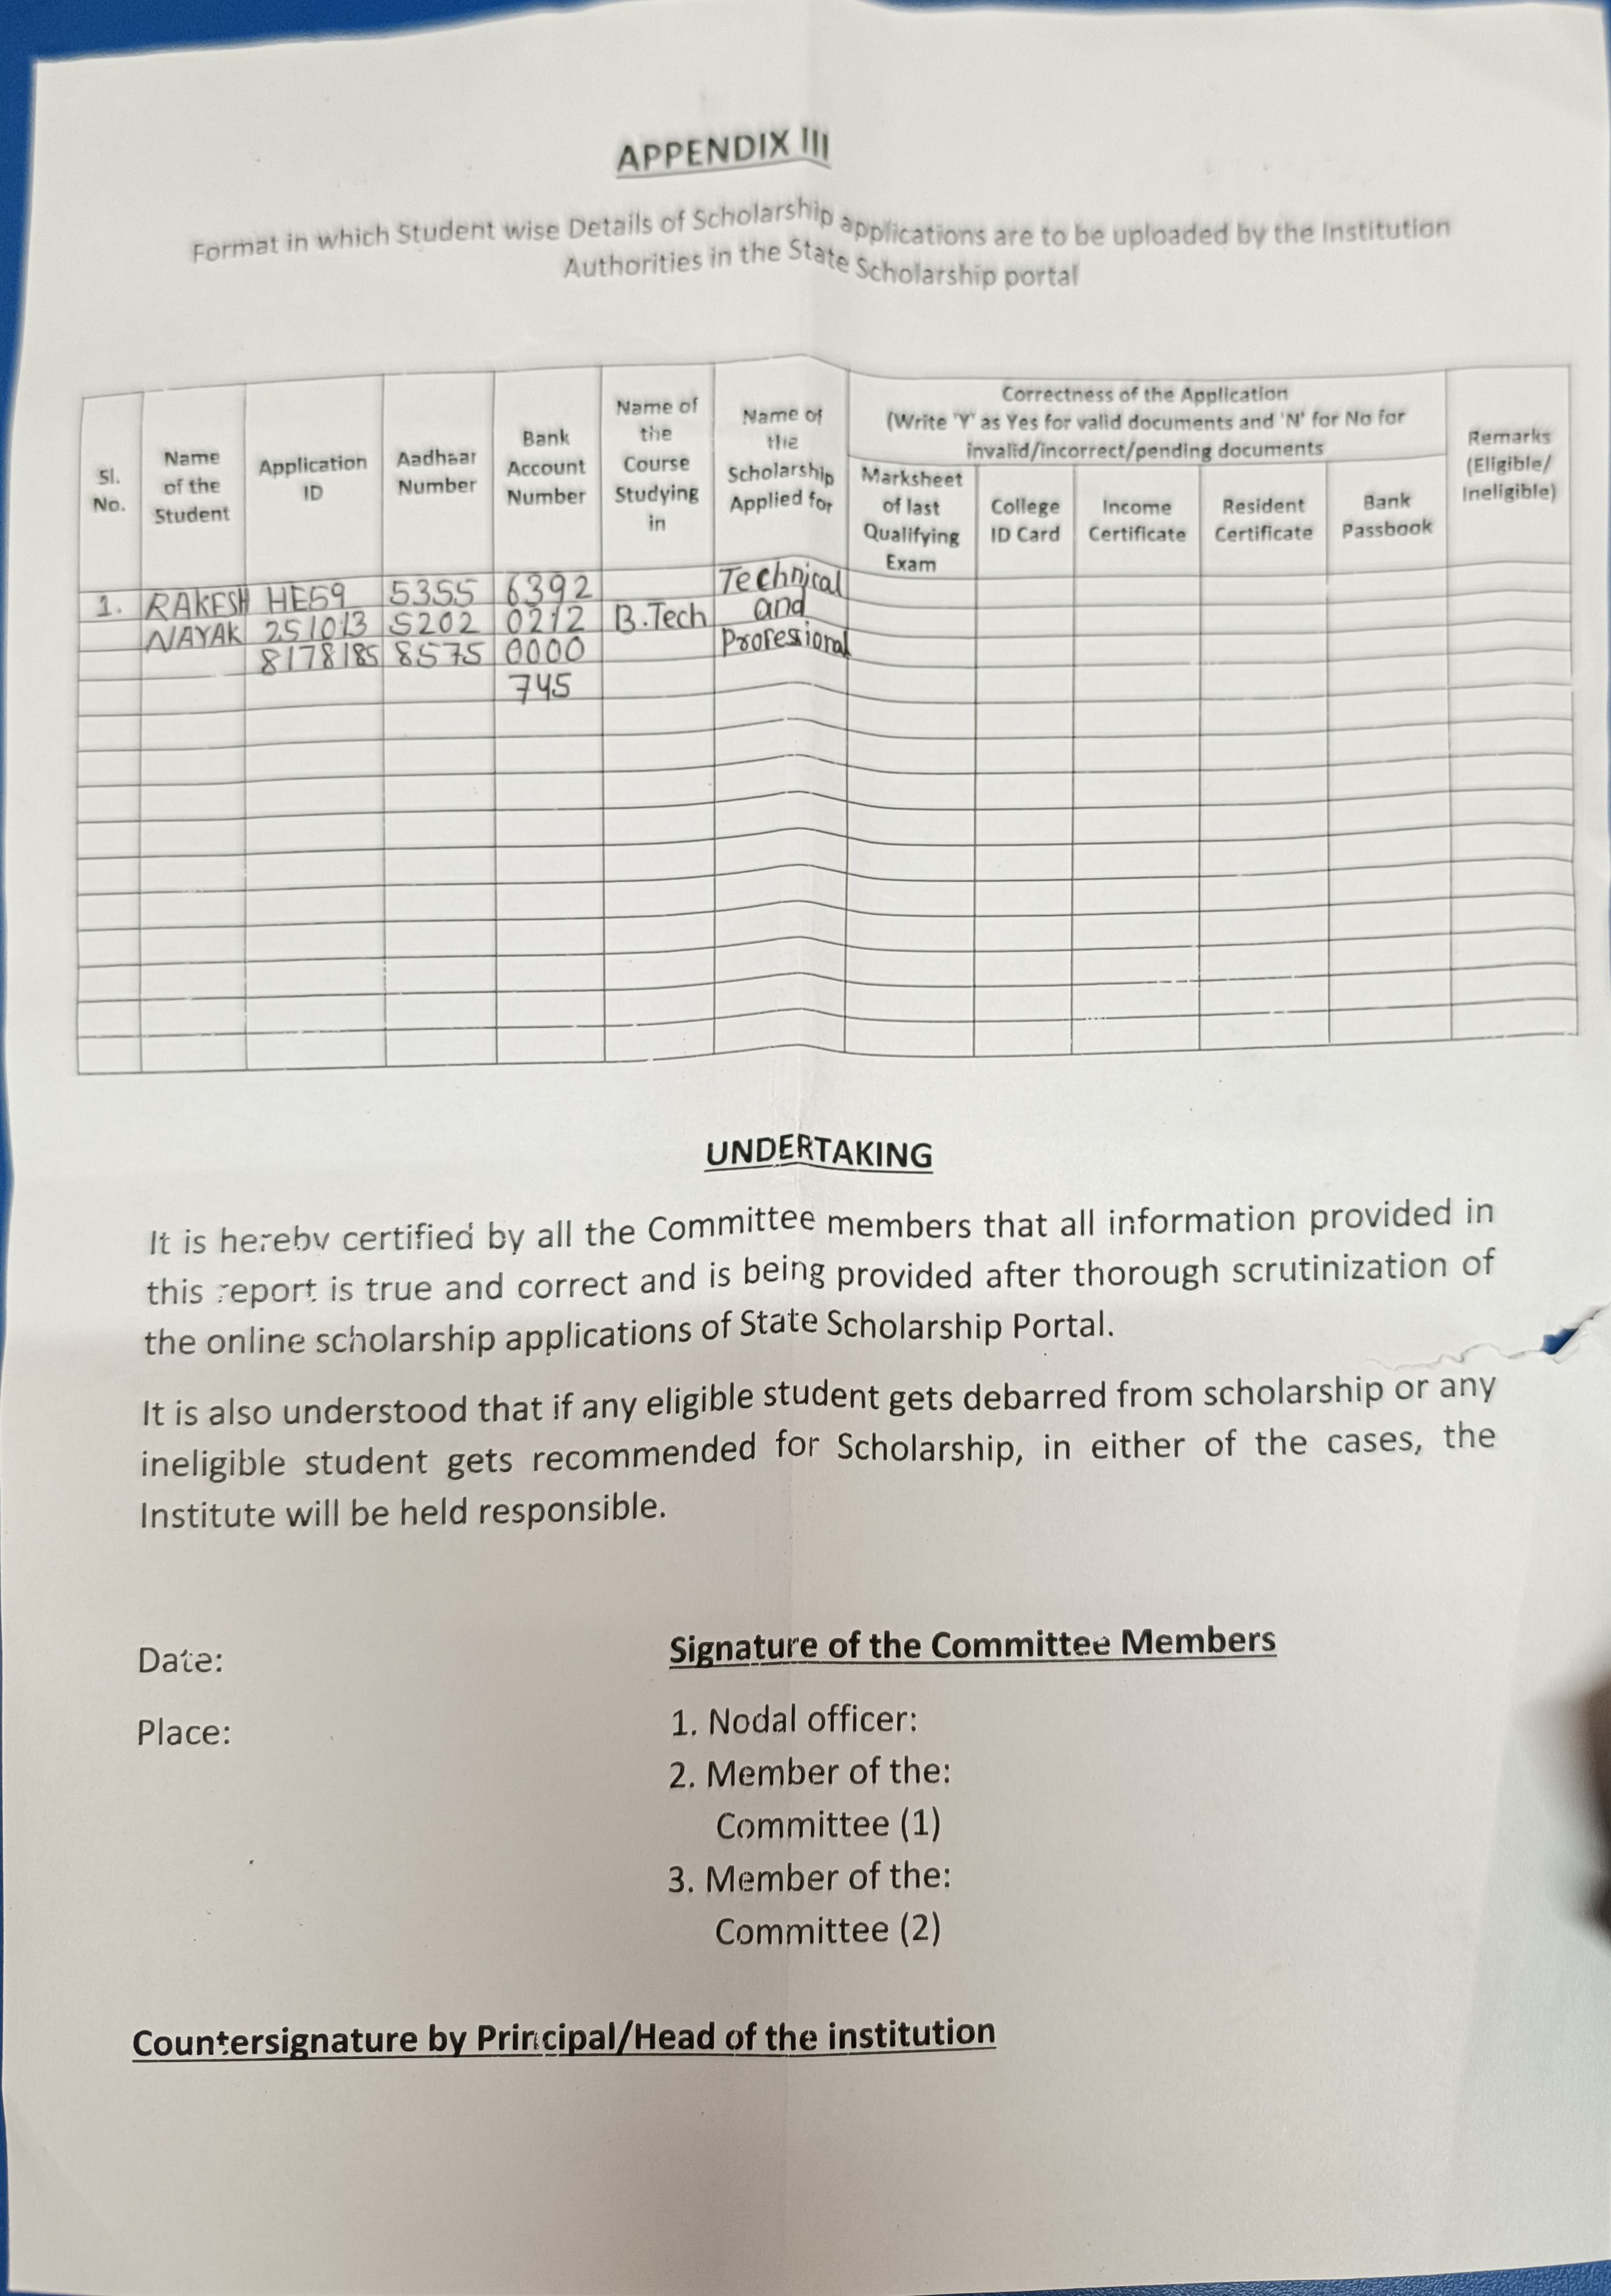 APPENDIX III
Format in which Student wise Details of Scholarship applications are to be uploaded by the Institution
Authorities in the State Scholarship portal
Sl. No.
Name of the Student
Application ID
Aadhaar Number
Bank Account Number
Name of the Course Studying in
Name of the Scholarship Applied for
Correctness of the Application
(Write 'Y' as Yes for valid documents and 'N' for No for
invalid/incorrect/pending documents
Marksheet of last Qualifying Exam
College ID Card
Income Certificate
Resident Certificate
Bank Passbook
Remarks (Eligible/ Ineligible)
1. RAKESH HE59 5355 6392 Technical
NAYAK 251013 5202 0212 B.Tech and
8178185 8575 0000 Profesional
745
UNDERTAKING
It is hereby certified by all the Committee members that all information provided in
this report is true and correct and is being provided after thorough scrutinization of
the online scholarship applications of State Scholarship Portal.
It is also understood that if any eligible student gets debarred from scholarship or any
ineligible student gets recommended for Scholarship, in either of the cases, the
Institute will be held responsible.
Date:
Place:
Signature of the Committee Members
1. Nodal officer:
2. Member of the:
Committee (1)
3. Member of the:
Committee (2)
Countersignature by Principal/Head of the institution